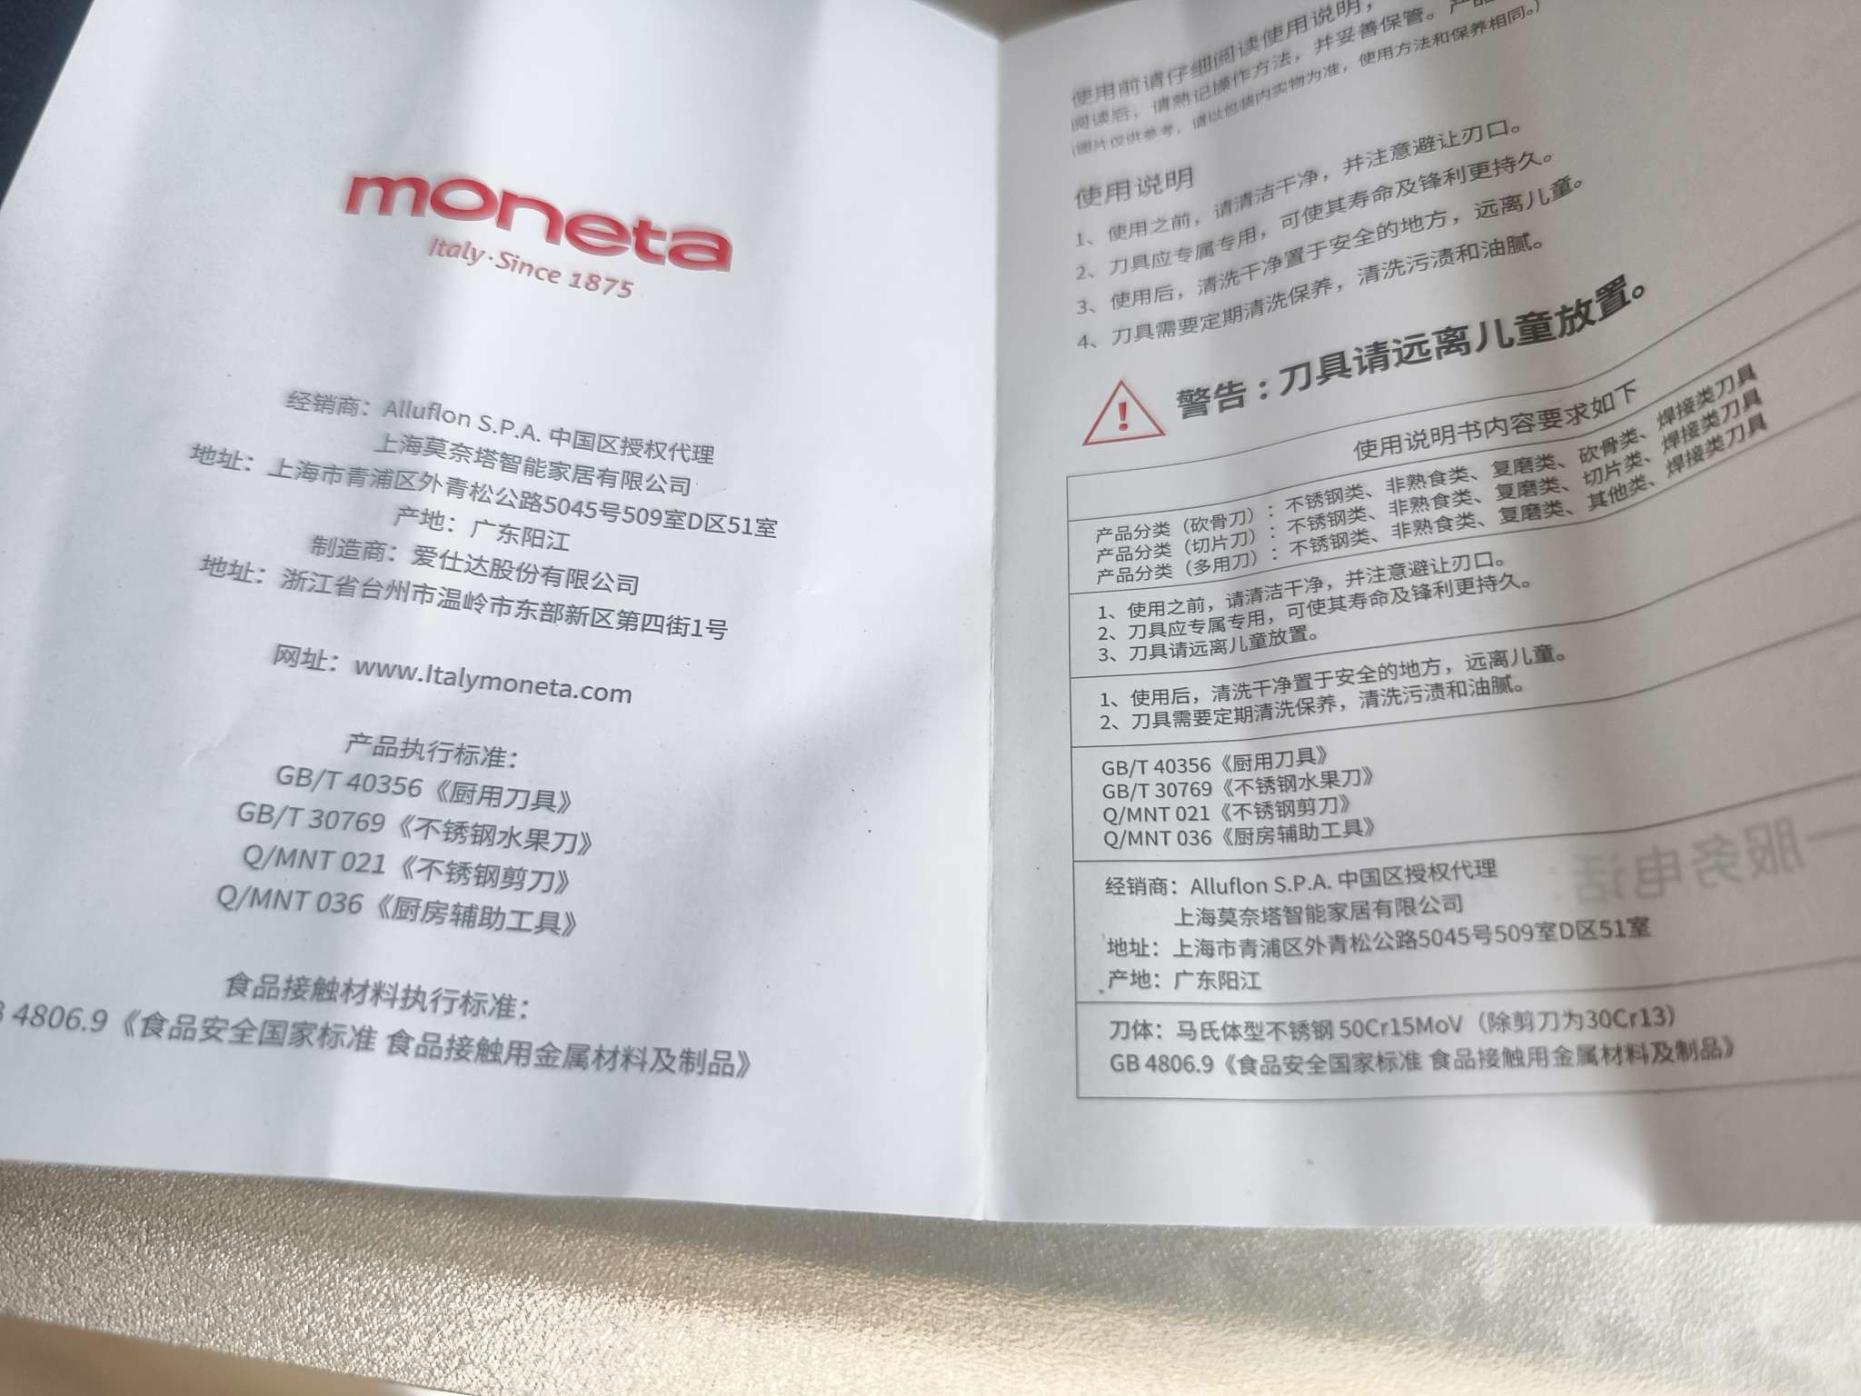 moneta
Italy·Since 1875
经销商：Alluflon S.P.A. 中国区授权代理
上海莫奈塔智能家居有限公司
地址：上海市青浦区外青松公路5045号509室D区51室
产地：广东阳江
制造商：爱仕达股份有限公司
地址：浙江省台州市温岭市东部新区第四街1号
网址：www.Italymoneta.com
产品执行标准：
GB/T 40356《厨用刀具》
GB/T 30769《不锈钢水果刀》
Q/MNT 021《不锈钢剪刀》
Q/MNT 036《厨房辅助工具》
食品接触材料执行标准：
4806.9《食品安全国家标准 食品接触用金属材料及制品》
使用前请仔细阅读使用说明，
阅读后，请熟记操作方法，并妥善保管。
(图片仅供参考，请以包装内实物为准，使用方法和保养相同。)
使用说明
1、使用之前，请清洁干净，并注意避让刃口。
2、刀具应专属专用，可使其寿命及锋利更持久。
3、使用后，清洗干净置于安全的地方，远离儿童。
4、刀具需要定期清洗保养，清洗污渍和油腻。
警告：刀具请远离儿童放置。
使用说明书内容要求如下
产品分类（砍骨刀）：不锈钢类、非熟食类、复磨类、砍骨类、焊接类刀具
产品分类（切片刀）：不锈钢类、非熟食类、复磨类、切片类、焊接类刀具
产品分类（多用刀）：不锈钢类、非熟食类、复磨类、其他类、焊接类刀具
1、使用之前，请清洁干净，并注意避让刃口。
2、刀具应专属专用，可使其寿命及锋利更持久。
3、刀具请远离儿童放置。
1、使用后，清洗干净置于安全的地方，远离儿童。
2、刀具需要定期清洗保养，清洗污渍和油腻。
GB/T 40356《厨用刀具》
GB/T 30769《不锈钢水果刀》
Q/MNT 021《不锈钢剪刀》
Q/MNT 036《厨房辅助工具》
经销商：Alluflon S.P.A. 中国区授权代理
上海莫奈塔智能家居有限公司
地址：上海市青浦区外青松公路5045号509室D区51室
产地：广东阳江
刀体：马氏体型不锈钢 50Cr15MoV（除剪刀为30Cr13）
GB 4806.9《食品安全国家标准 食品接触用金属材料及制品》
服务电话：